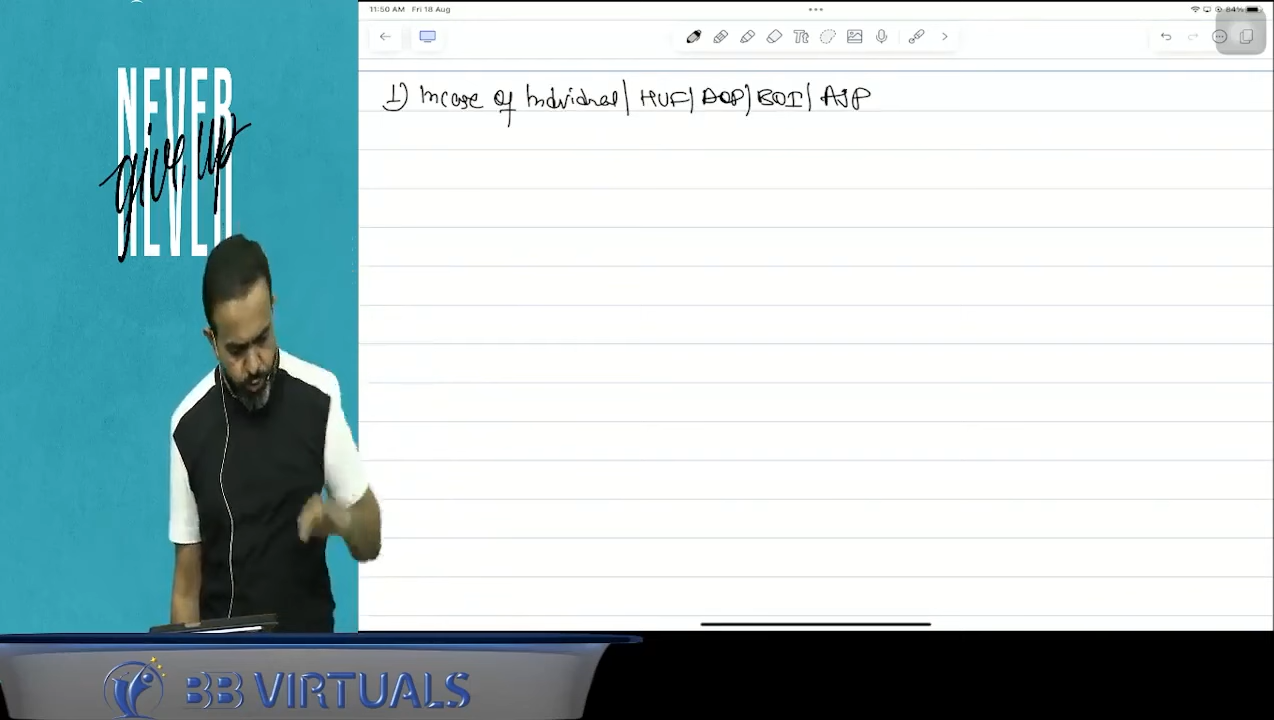 11:50 AM Fri 18 Aug
84%
NEVER
give up
NEVER
1) Incase of Individual | HUF | AOP | BOI | AJP
BB VIRTUALS